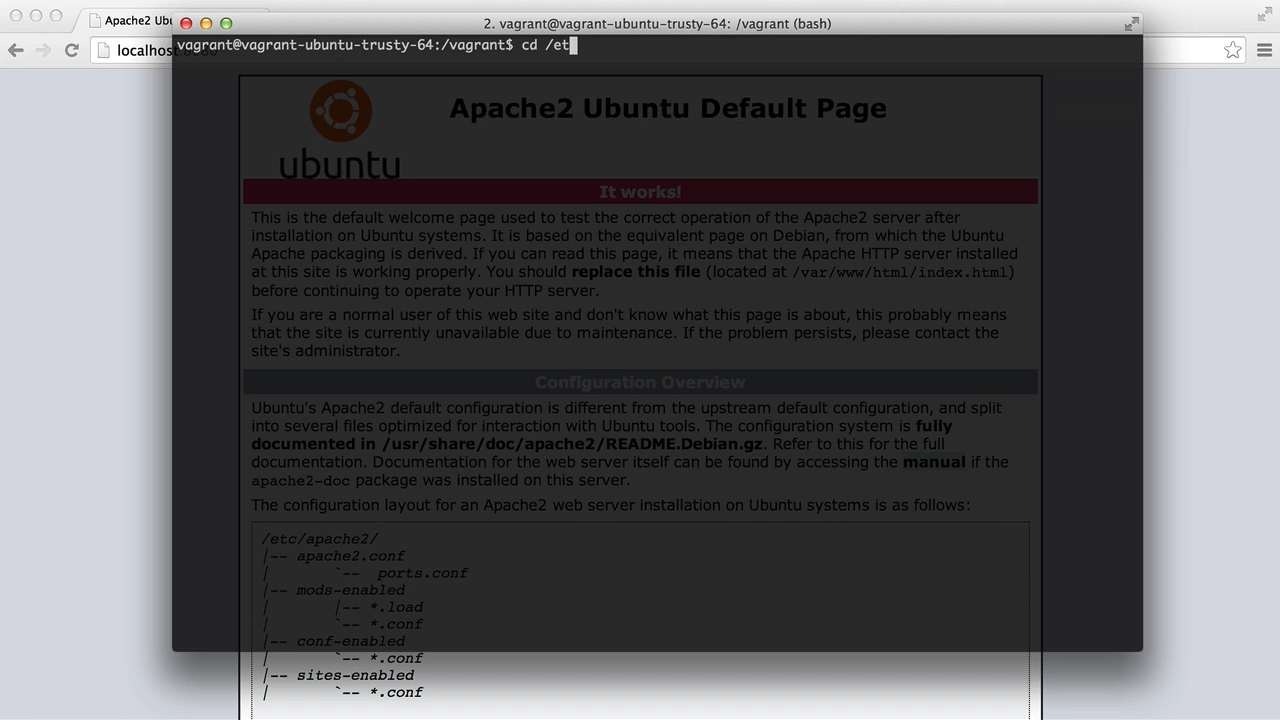 Apache2 Ubu
2. vagrant@vagrant-ubuntu-trusty-64: /vagrant (bash)
localhost
vagrant@vagrant-ubuntu-trusty-64:/vagrant$ cd /et
ubuntu
Apache2 Ubuntu Default Page
It works!
This is the default welcome page used to test the correct operation of the Apache2 server after
installation on Ubuntu systems. It is based on the equivalent page on Debian, from which the Ubuntu
Apache packaging is derived. If you can read this page, it means that the Apache HTTP server installed
at this site is working properly. You should replace this file (located at /var/www/html/index.html)
before continuing to operate your HTTP server.
If you are a normal user of this web site and don't know what this page is about, this probably means
that the site is currently unavailable due to maintenance. If the problem persists, please contact the
site's administrator.
Configuration Overview
Ubuntu's Apache2 default configuration is different from the upstream default configuration, and split
into several files optimized for interaction with Ubuntu tools. The configuration system is fully
documented in /usr/share/doc/apache2/README.Debian.gz. Refer to this for the full
documentation. Documentation for the web server itself can be found by accessing the manual if the
apache2-doc package was installed on this server.
The configuration layout for an Apache2 web server installation on Ubuntu systems is as follows:
/etc/apache2/
|-- apache2.conf
|       `--  ports.conf
|-- mods-enabled
|       |-- *.load
|       `-- *.conf
|-- conf-enabled
|       `-- *.conf
|-- sites-enabled
|       `-- *.conf